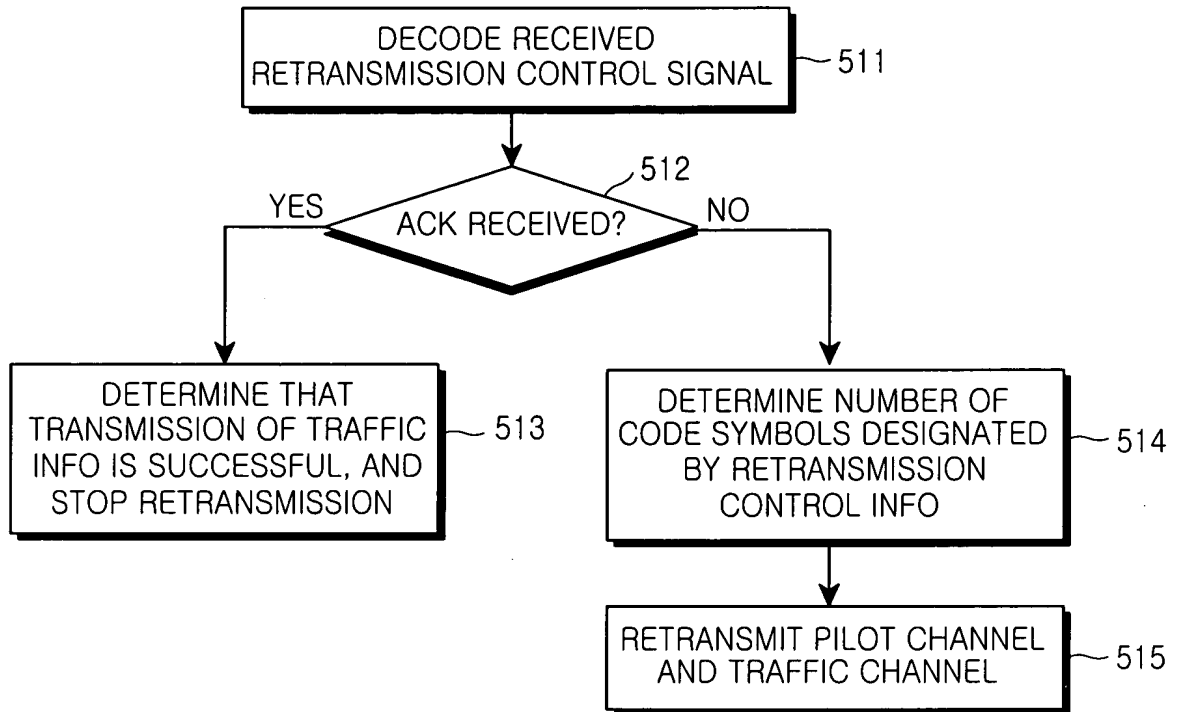 DECODE RECEIVED
RETRANSMISSION CONTROL SIGNAL
511
512
ACK RECEIVED?
YES
NO
DETERMINE THAT
TRANSMISSION OF TRAFFIC
INFO IS SUCCESSFUL, AND
STOP RETRANSMISSION
513
DETERMINE NUMBER OF
CODE SYMBOLS DESIGNATED
BY RETRANSMISSION
CONTROL INFO
514
RETRANSMIT PILOT CHANNEL
AND TRAFFIC CHANNEL
515